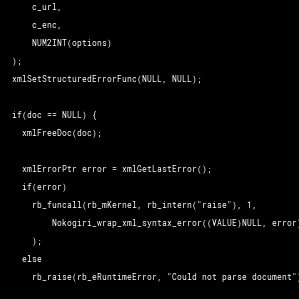 c_url,
c_enc,
NUM2INT(options)
);
xmlSetStructuredErrorFunc(NULL, NULL);
if(doc == NULL) {
xmlFreeDoc(doc);
xmlErrorPtr error = xmlGetLastError();
if(error)
rb_funcall(rb_mKernel, rb_intern("raise"), 1,
Nokogiri_wrap_xml_syntax_error((VALUE)NULL, error)
);
else
rb_raise(rb_eRuntimeError, "Could not parse document"